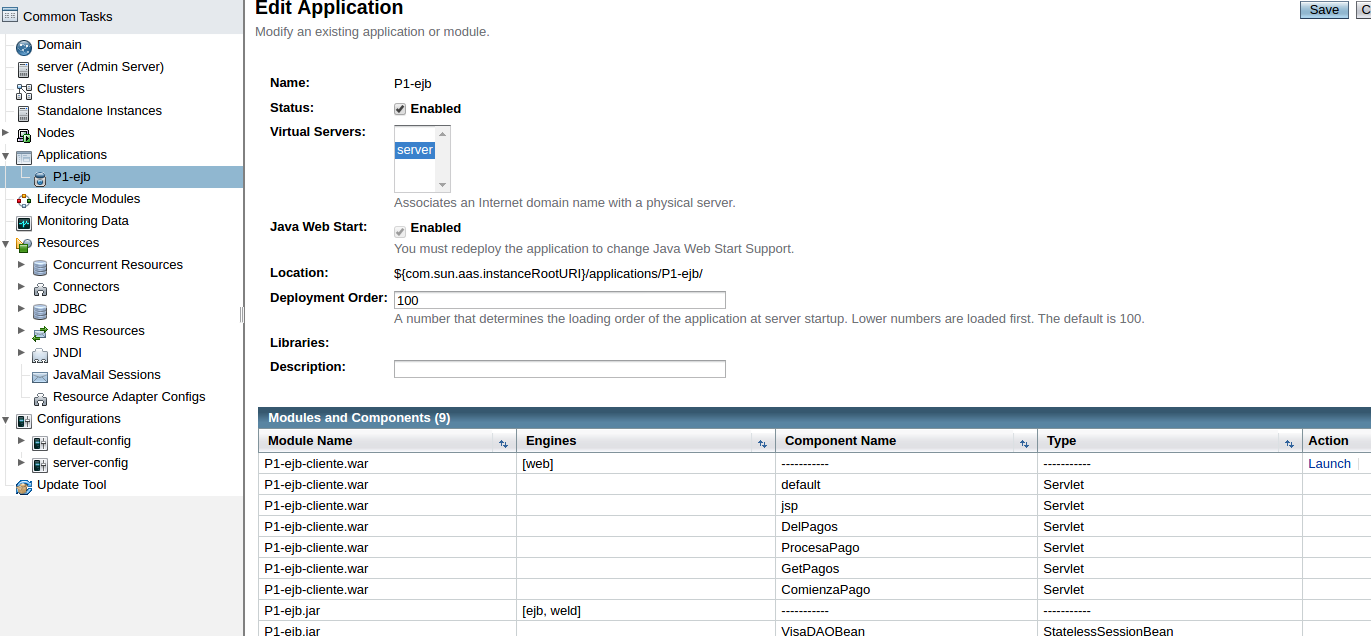 Common Tasks
Domain
server (Admin Server)
Clusters
Standalone Instances
Nodes
Applications
P1-ejb
Lifecycle Modules
Monitoring Data
Resources
Concurrent Resources
Connectors
JDBC
JMS Resources
JNDI
JavaMail Sessions
Resource Adapter Configs
Configurations
default-config
server-config
Update Tool
Edit Application
Save C
Modify an existing application or module.
Name: P1-ejb
Status: Enabled
Virtual Servers: server
Associates an Internet domain name with a physical server.
Java Web Start: Enabled
You must redeploy the application to change Java Web Start Support.
Location: ${com.sun.aas.instanceRootURI}/applications/P1-ejb/
Deployment Order: 100
A number that determines the loading order of the application at server startup. Lower numbers are loaded first. The default is 100.
Libraries:
Description:
Modules and Components (9)
Module Name Engines Component Name Type Action
P1-ejb-cliente.war [web] ----------- ----------- Launch
P1-ejb-cliente.war default Servlet
P1-ejb-cliente.war jsp Servlet
P1-ejb-cliente.war DelPagos Servlet
P1-ejb-cliente.war ProcesaPago Servlet
P1-ejb-cliente.war GetPagos Servlet
P1-ejb-cliente.war ComienzaPago Servlet
P1-ejb.jar [ejb, weld] ----------- -----------
P1-ejb.jar VisaDAOBean StatelessSessionBean